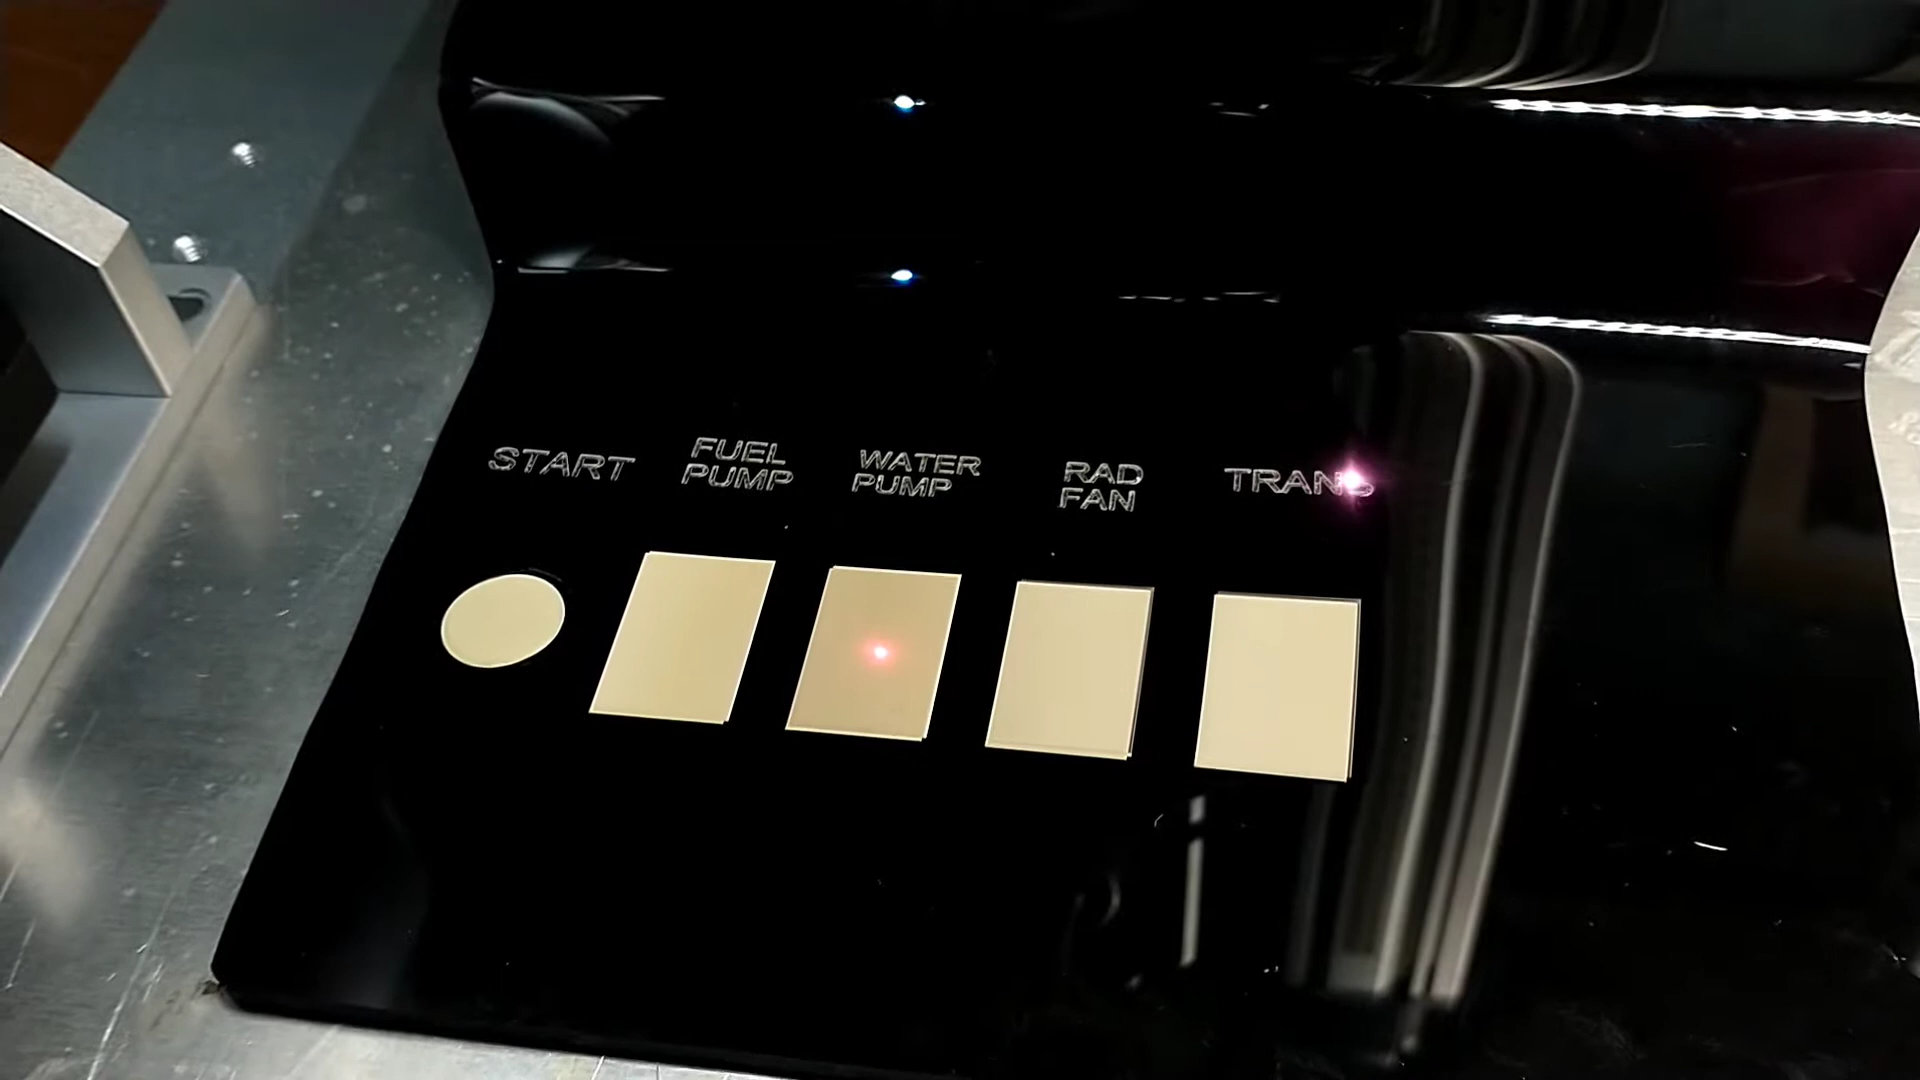 START
FUEL
PUMP
WATER
PUMP
RAD
FAN
TRANS